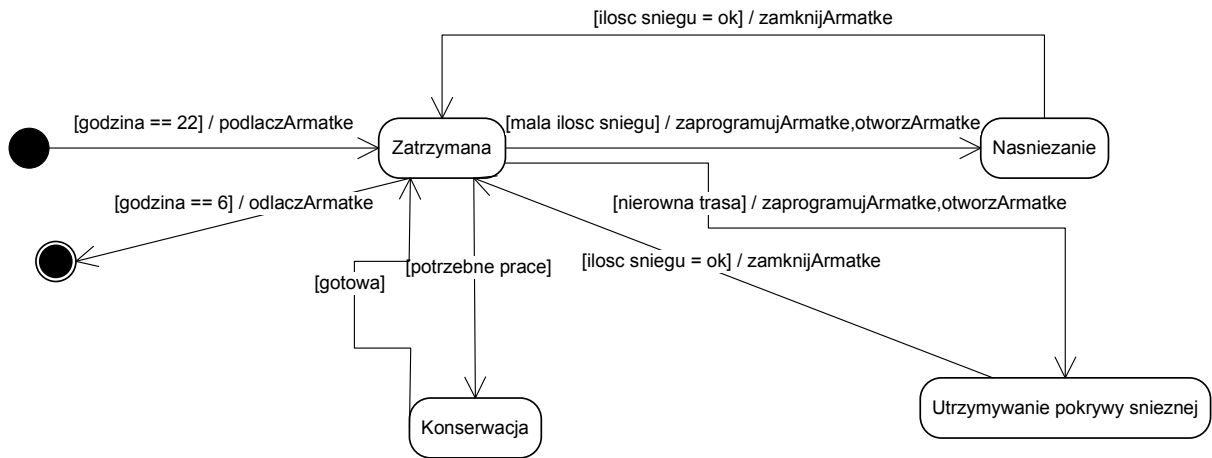 [ilosc sniegu = ok] / zamknijArmatke
[godzina == 22] / podlaczArmatke
Zatrzymana
[mala ilosc sniegu] / zaprogramujArmatke,otworzArmatke
Nasniezanie
[godzina == 6] / odlaczArmatke
[nierowna trasa] / zaprogramujArmatke,otworzArmatke
[gotowa]
[potrzebne prace]
[ilosc sniegu = ok] / zamknijArmatke
Konserwacja
Utrzymywanie pokrywy snieznej